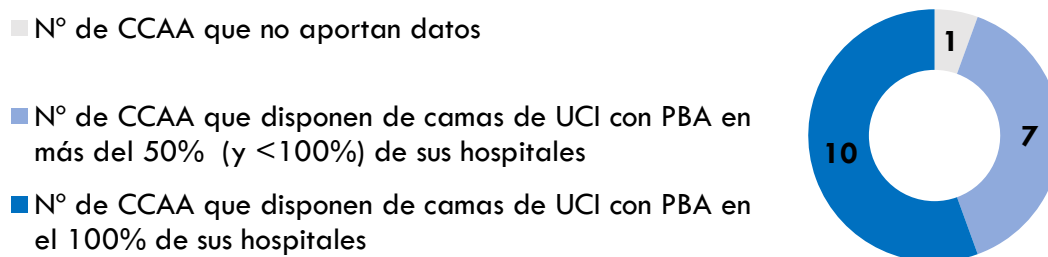 Nº de CCAA que no aportan datos
Nº de CCAA que disponen de camas de UCI con PBA en
más del 50% (y <100%) de sus hospitales
Nº de CCAA que disponen de camas de UCI con PBA en
el 100% de sus hospitales
1
7
10